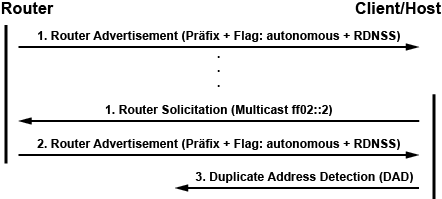 Router Client/Host
1. Router Advertisement (Präfix + Flag: autonomous + RDNSS)
1. Router Solicitation (Multicast ff02::2)
2. Router Advertisement (Präfix + Flag: autonomous + RDNSS)
3. Duplicate Address Detection (DAD)